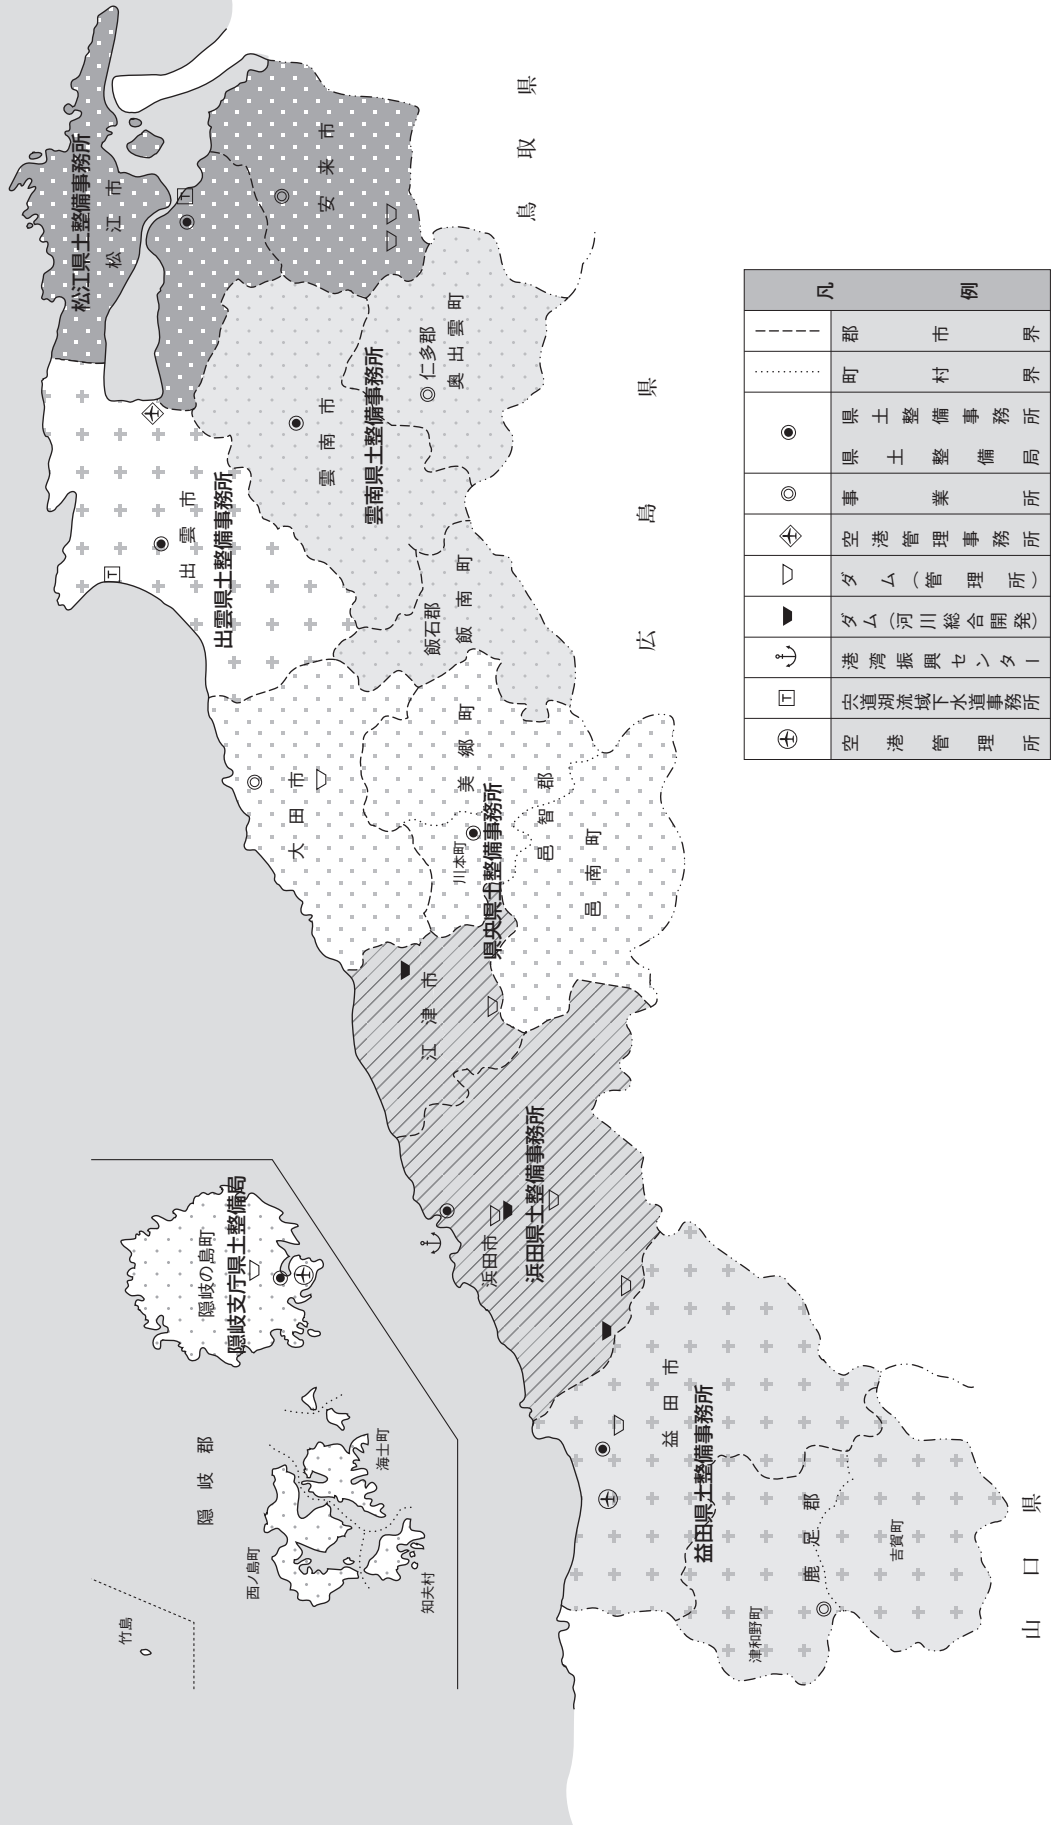 隠岐郡
竹島
西ノ島町
知夫村
海士町
隠岐の島町
隠岐支庁県土整備局
松江県土整備事務所
松江市
安来市
出雲市
出雲県土整備事務所
雲南市
雲南県土整備事務所
仁多郡
奥出雲町
飯石郡
飯南町
大田市
美郷町
川本町
県央県土整備事務所
邑智郡
邑南町
江津市
浜田市
浜田県土整備事務所
益田市
益田県土整備事務所
鹿足郡
津和野町
吉賀町
鳥取県
広島県
山口県
凡例
郡市界
町村界
県土整備事務所
県土整備局
事業所
空港管理事務所
ダム(管理所)
ダム(河川総合開発)
港湾振興センター
T
宍道湖流域下水道事務所
空港管理所
T
T